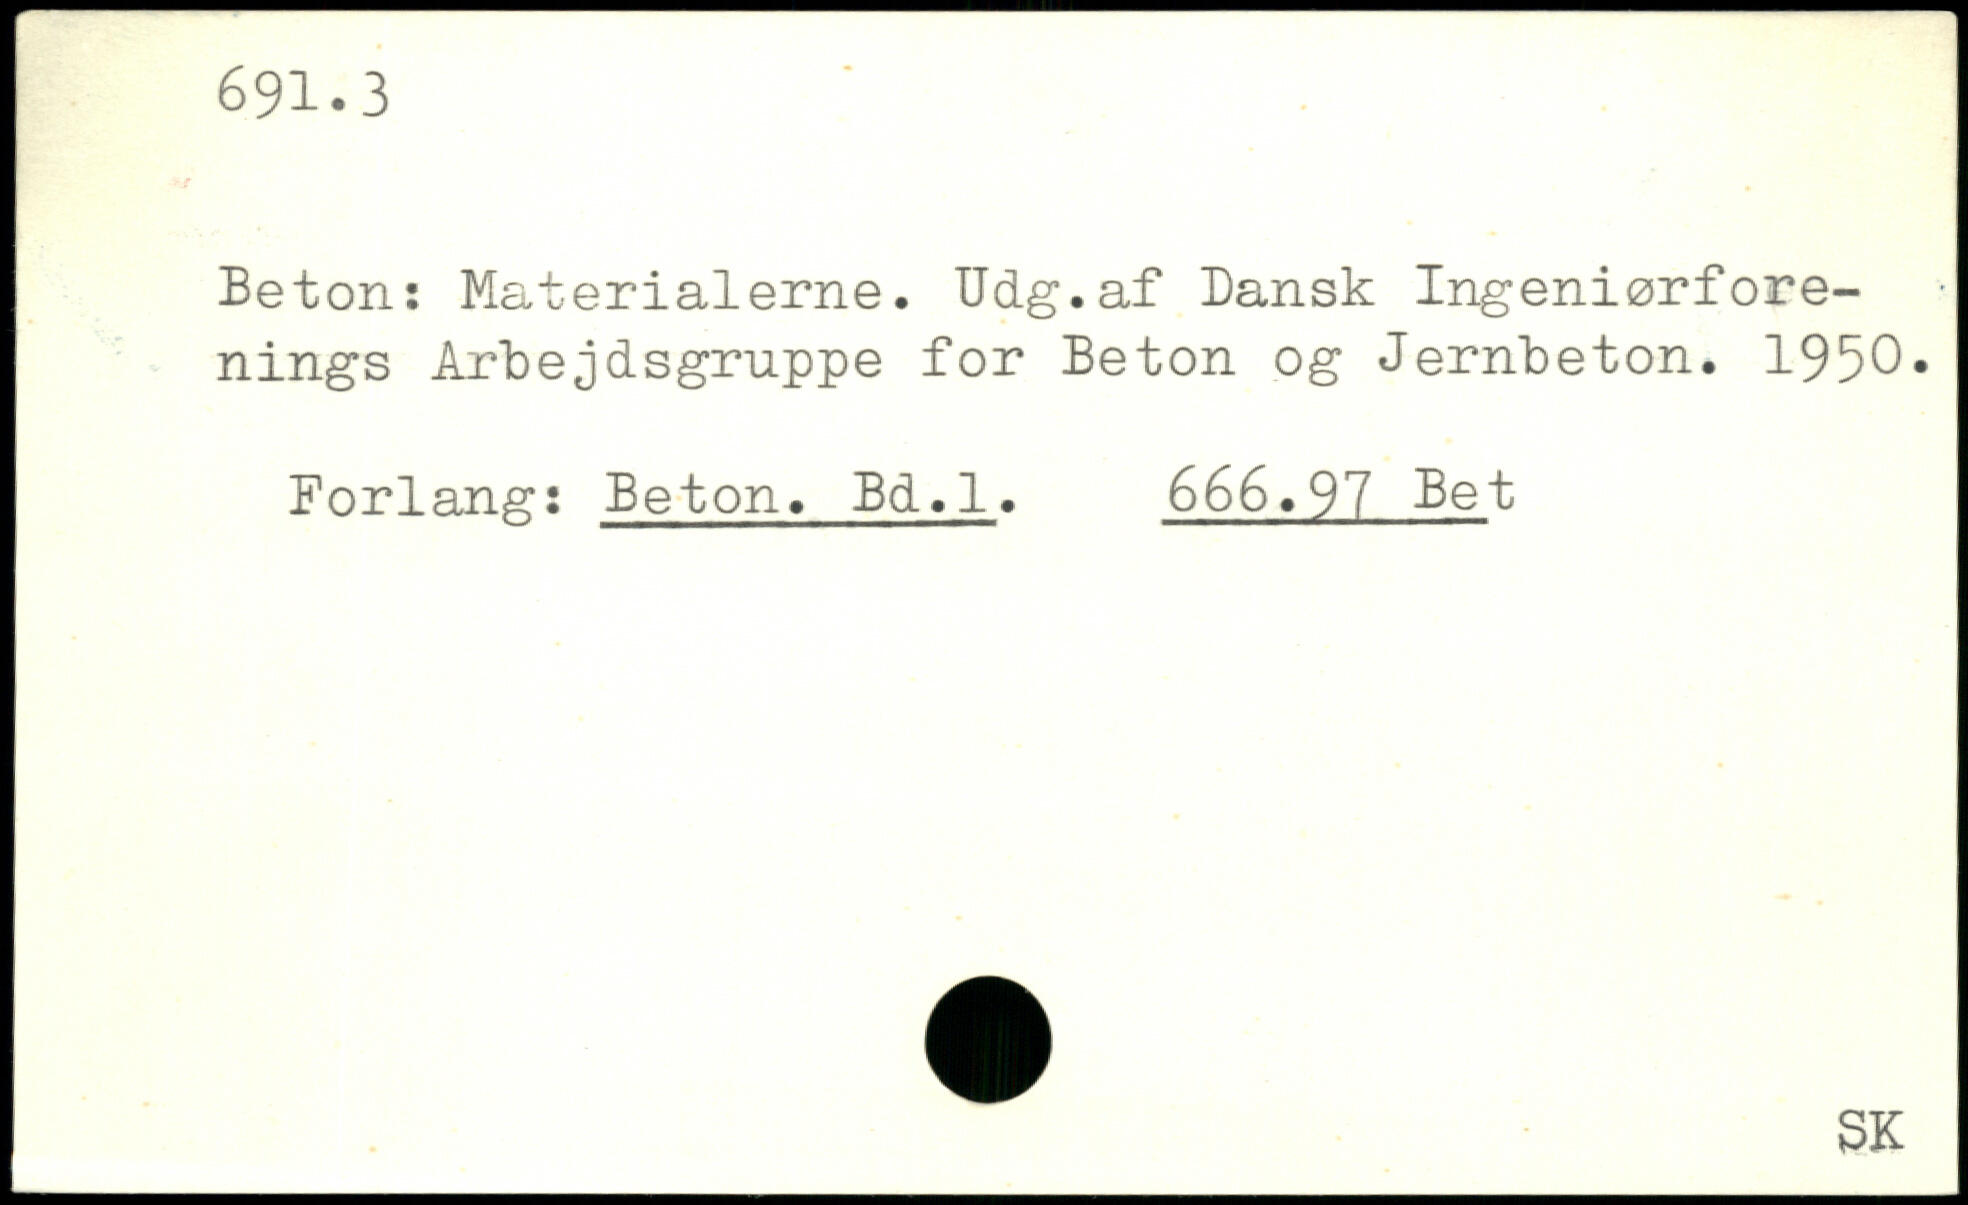 691.3
Beton: Materialerne. Udg.af Dansk Ingeniørfore-
nings Arbejdsgruppe for Beton og Jernbeton. 1950.
Forlang: Beton. Bd.1. 666.97 Bet
SK